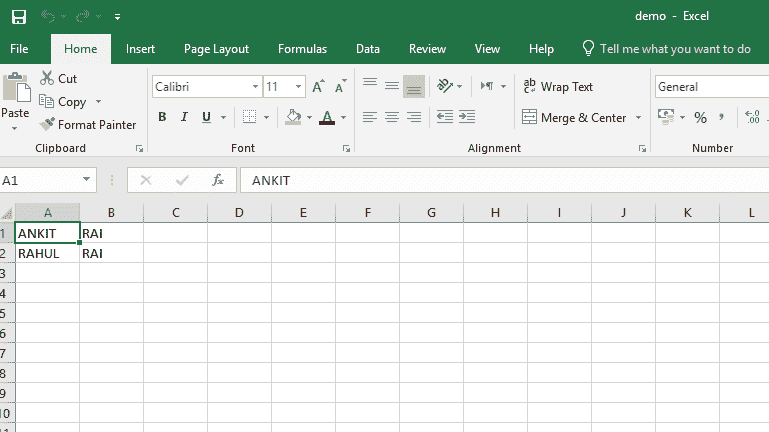 demo - Excel
File Home Insert Page Layout Formulas Data Review View Help Tell me what you want to do
Cut
Copy
Format Painter
Paste
Clipboard
Calibri 11 A A
B I U A
Font
ab Wrap Text
Merge & Center
Alignment
General
% , .00
Number
A1 fx ANKIT
A B C D E F G H I J K L
1 ANKIT RAI
2 RAHUL RAI
3
4
5
6
7
8
9
10